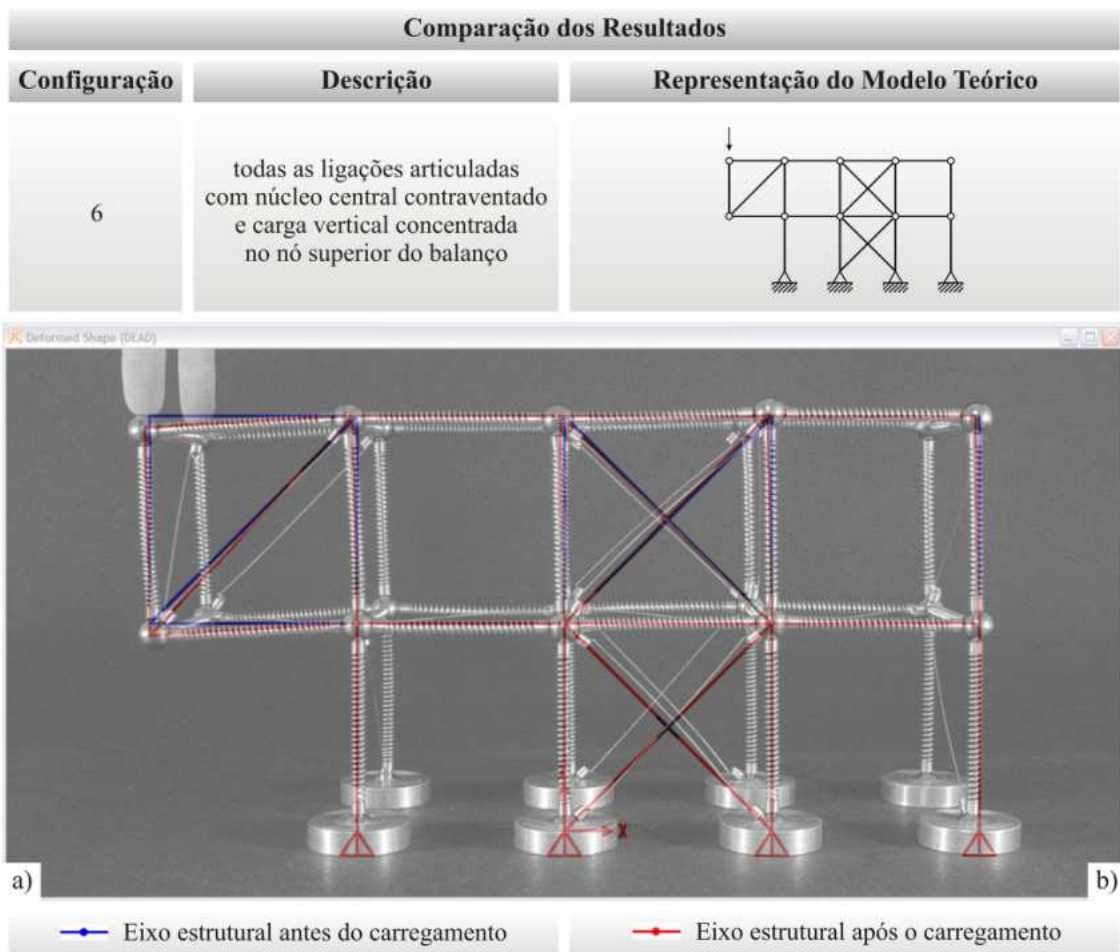 Comparação dos Resultados
Configuração
Descrição
Representação do Modelo Teórico
6
todas as ligações articuladas
com núcleo central contraventado
e carga vertical concentrada
no nó superior do balanço
Deformed Shape (DEAD)
X
a)
b)
Eixo estrutural antes do carregamento
Eixo estrutural após o carregamento